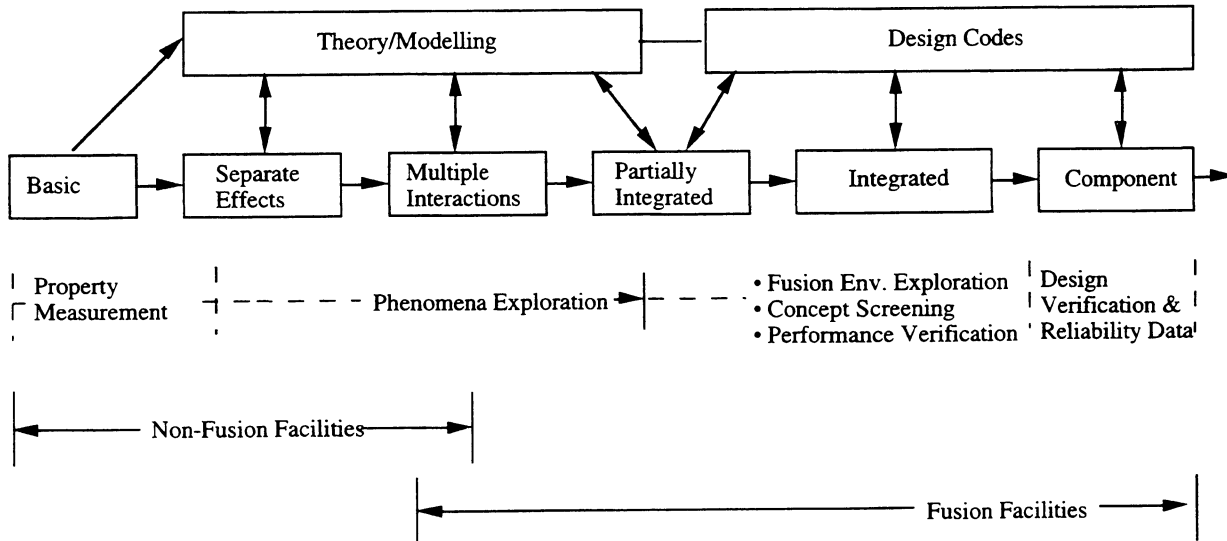 Theory/Modelling
Design Codes
Basic
Separate
Effects
Multiple
Interactions
Partially
Integrated
Integrated
Component
Property
Measurement
Phenomena Exploration
• Fusion Env. Exploration
• Concept Screening
• Performance Verification
Design
Verification &
Reliability Data
Non-Fusion Facilities
Fusion Facilities